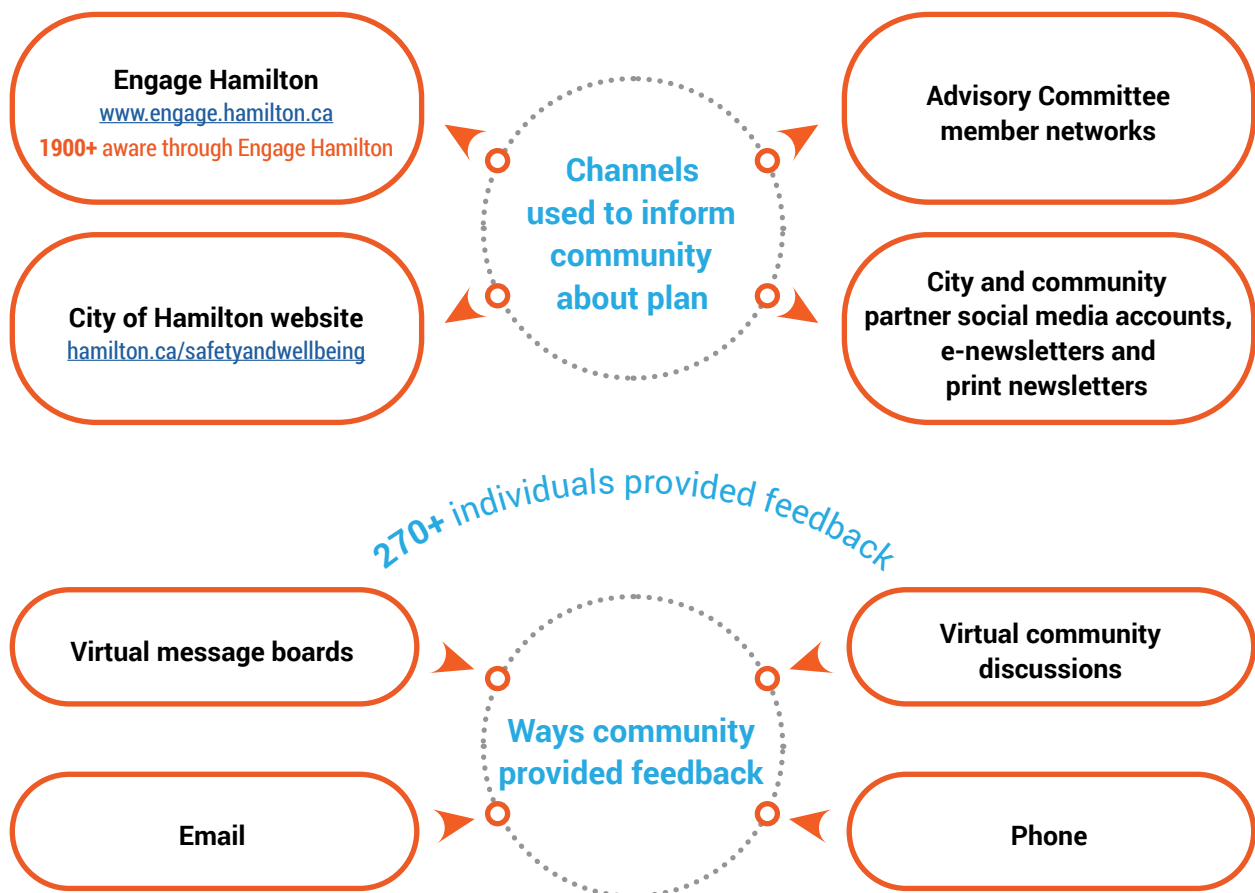 Engage Hamilton
www.engage.hamilton.ca
1900+ aware through Engage Hamilton
Advisory Committee
member networks
Channels
used to inform
community
about plan
City of Hamilton website
hamilton.ca/safetyandwellbeing
City and community
partner social media accounts,
e-newsletters and
print newsletters
270+ individuals provided feedback
Virtual message boards
Virtual community
discussions
Ways community
provided feedback
Email
Phone